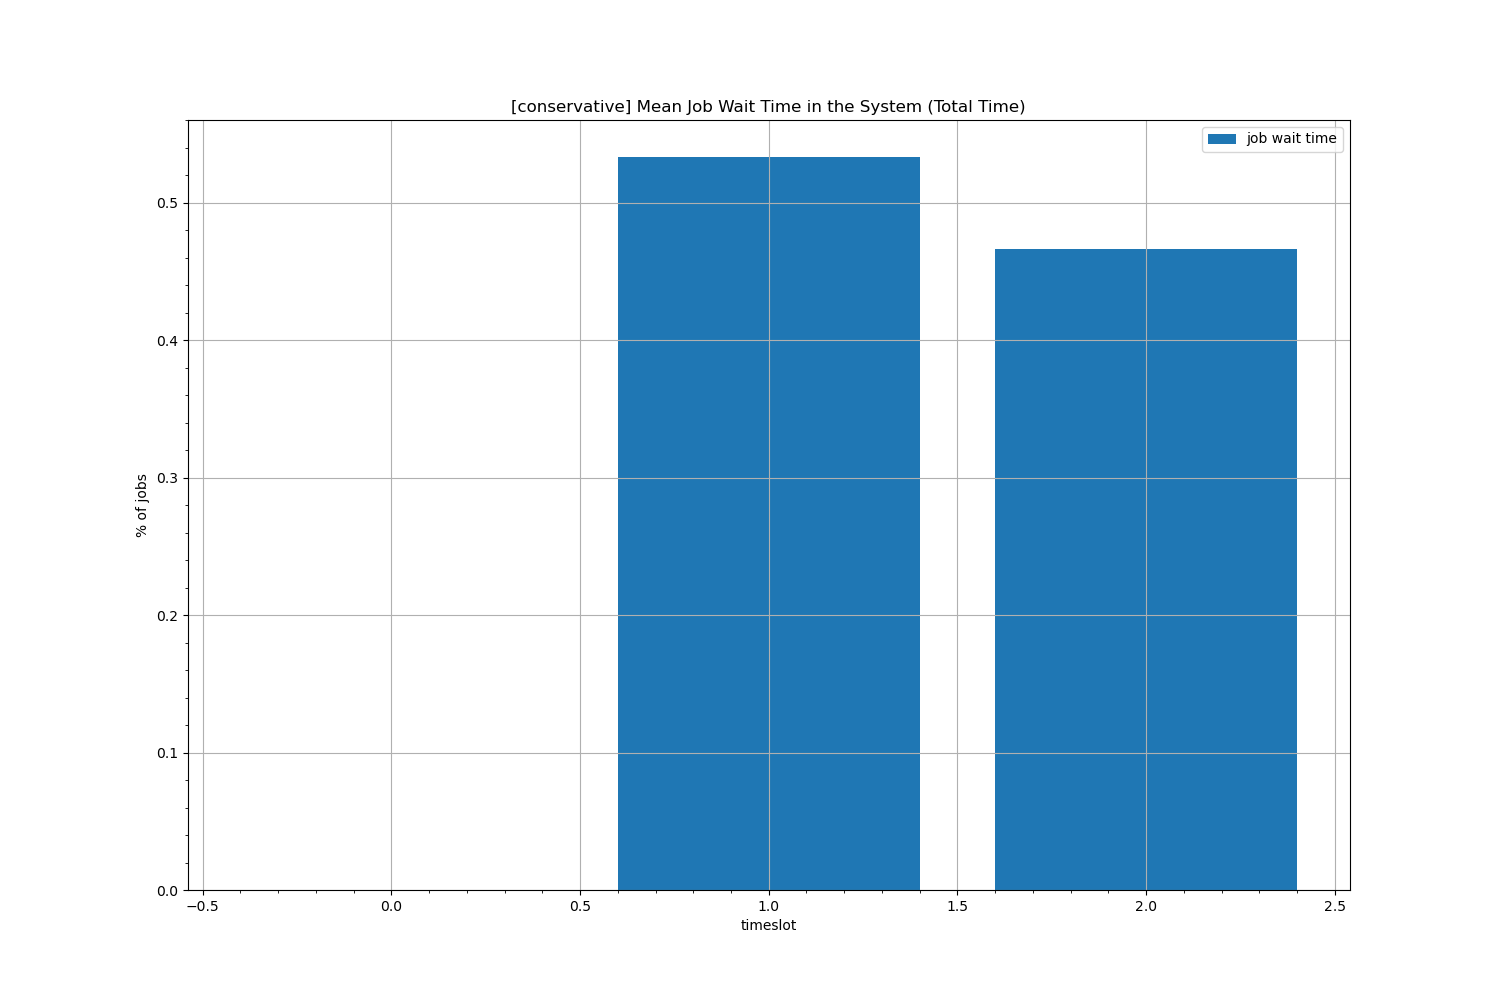 [conservative] Mean Job Wait Time in the System (Total Time)
job wait time
% of jobs
0.5
0.4
0.3
0.2
0.1
0.0
−0.5 0.0 0.5 1.0 1.5 2.0 2.5
timeslot